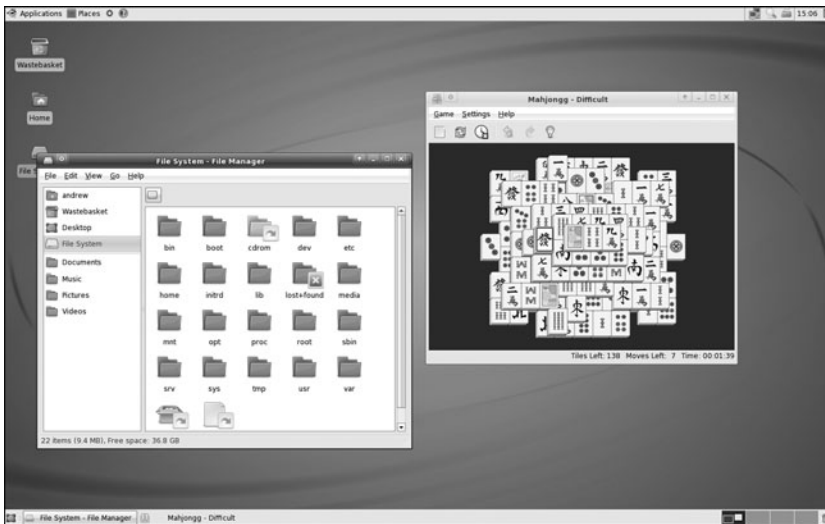 Applications Places 15:06
Wastebasket
Home
File
Mahjongg - Difficult
Game Settings Help
File System - File Manager
File Edit View Go Help
andrew
Wastebasket
Desktop
File System
Documents
Music
Pictures
Videos
bin boot cdrom dev etc
home initrd lib lost+found media
mnt opt proc root sbin
srv sys tmp usr var
22 items (9.4 MB), Free space: 36.8 GB
Tiles Left: 138 Moves Left: 7 Time: 00:01:39
File System - File Manager Mahjongg - Difficult